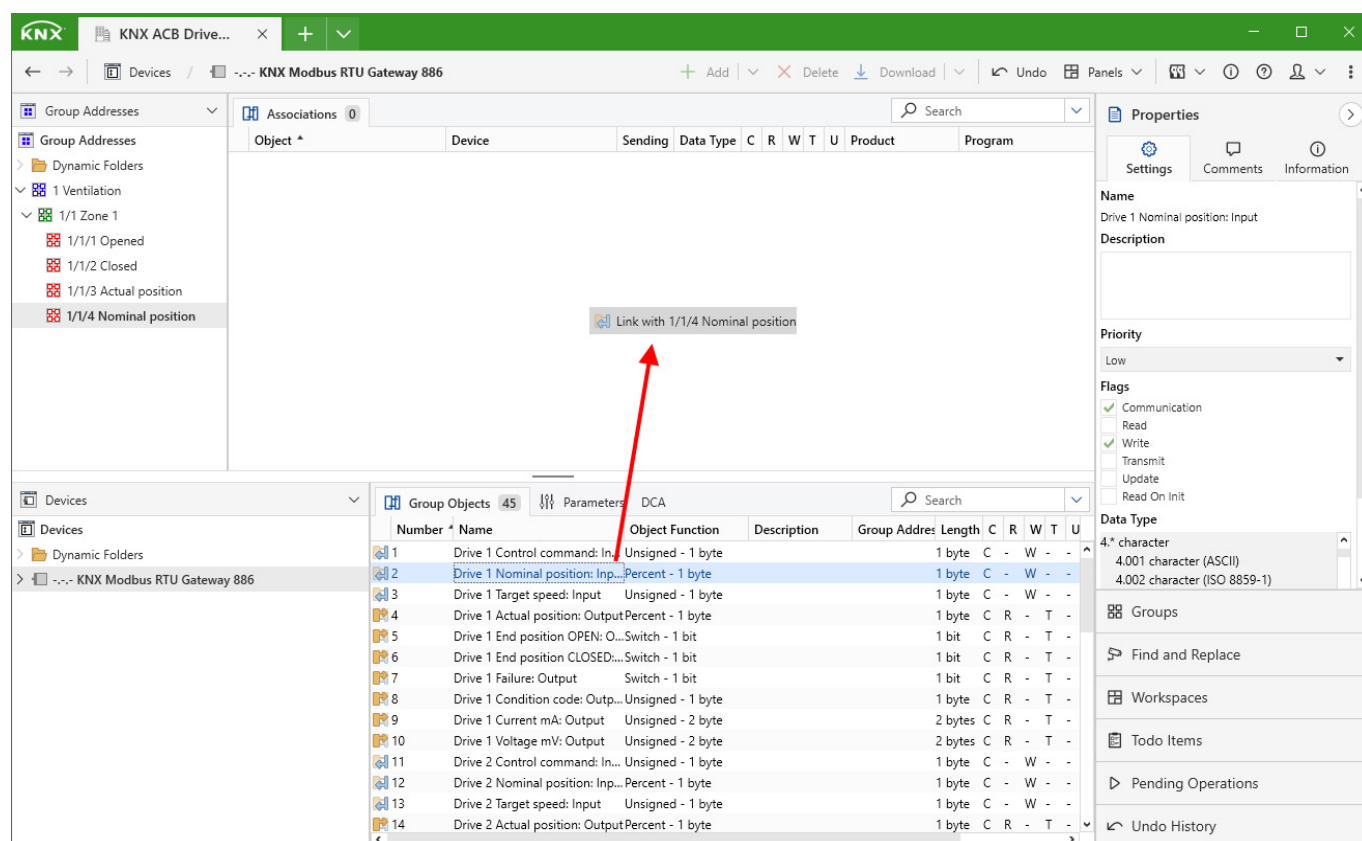 KNX KNX ACB Drive...
Devices / -.-.- KNX Modbus RTU Gateway 886 Add Delete Download Undo Panels
Group Addresses
Group Addresses
Dynamic Folders
1 Ventilation
1/1 Zone 1
1/1/1 Opened
1/1/2 Closed
1/1/3 Actual position
1/1/4 Nominal position
Associations 0 Search
Object Device Sending Data Type C R W T U Product Program
Link with 1/1/4 Nominal position
Properties
Settings Comments Information
Name
Drive 1 Nominal position: Input
Description
Priority
Low
Flags
Communication
Read
Write
Transmit
Update
Read On Init
Data Type
4.* character
4.001 character (ASCII)
4.002 character (ISO 8859-1)
Groups
Find and Replace
Workspaces
Todo Items
Pending Operations
Undo History
Devices
Devices
Dynamic Folders
-.-.- KNX Modbus RTU Gateway 886
Group Objects 45 Parameters DCA Search
Number Name Object Function Description Group Addres Length C R W T U
1 Drive 1 Control command: In... Unsigned - 1 byte 1 byte C - W - -
2 Drive 1 Nominal position: Inp... Percent - 1 byte 1 byte C - W - -
3 Drive 1 Target speed: Input Unsigned - 1 byte 1 byte C - W - -
4 Drive 1 Actual position: Output Percent - 1 byte 1 byte C R - T -
5 Drive 1 End position OPEN: O... Switch - 1 bit 1 bit C R - T -
6 Drive 1 End position CLOSED:... Switch - 1 bit 1 bit C R - T -
7 Drive 1 Failure: Output Switch - 1 bit 1 bit C R - T -
8 Drive 1 Condition code: Outp... Unsigned - 1 byte 1 byte C R - T -
9 Drive 1 Current mA: Output Unsigned - 2 byte 2 bytes C R - T -
10 Drive 1 Voltage mV: Output Unsigned - 2 byte 2 bytes C R - T -
11 Drive 2 Control command: In... Unsigned - 1 byte 1 byte C - W - -
12 Drive 2 Nominal position: Inp... Percent - 1 byte 1 byte C - W - -
13 Drive 2 Target speed: Input Unsigned - 1 byte 1 byte C - W - -
14 Drive 2 Actual position: Output Percent - 1 byte 1 byte C R - T -